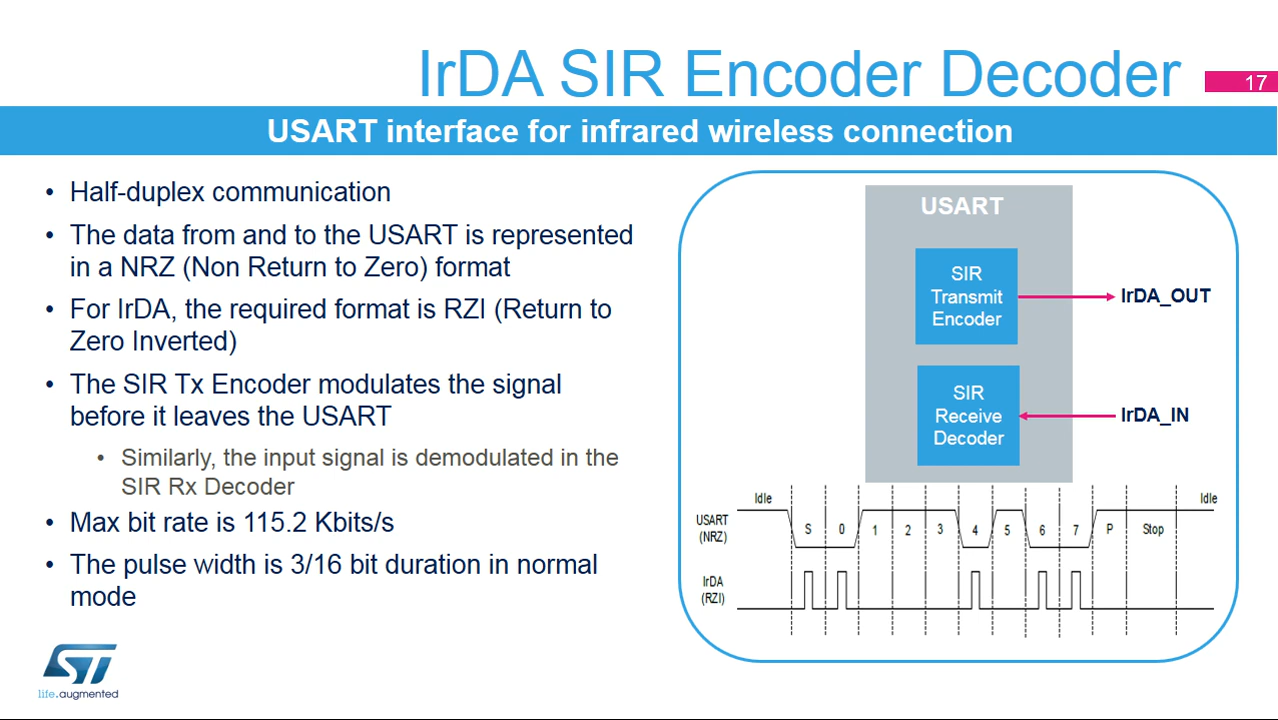 IrDA SIR Encoder Decoder
17
USART interface for infrared wireless connection
• Half-duplex communication
• The data from and to the USART is represented
in a NRZ (Non Return to Zero) format
• For IrDA, the required format is RZI (Return to
Zero Inverted)
• The SIR Tx Encoder modulates the signal
before it leaves the USART
• Similarly, the input signal is demodulated in the
SIR Rx Decoder
• Max bit rate is 115.2 Kbits/s
• The pulse width is 3/16 bit duration in normal
mode
USART
SIR
Transmit
Encoder
IrDA_OUT
SIR
Receive
Decoder
IrDA_IN
Idle
Idle
USART
(NRZ)
S 0 1 2 3 4 5 6 7 P Stop
IrDA
(RZI)
ST
life.augmented